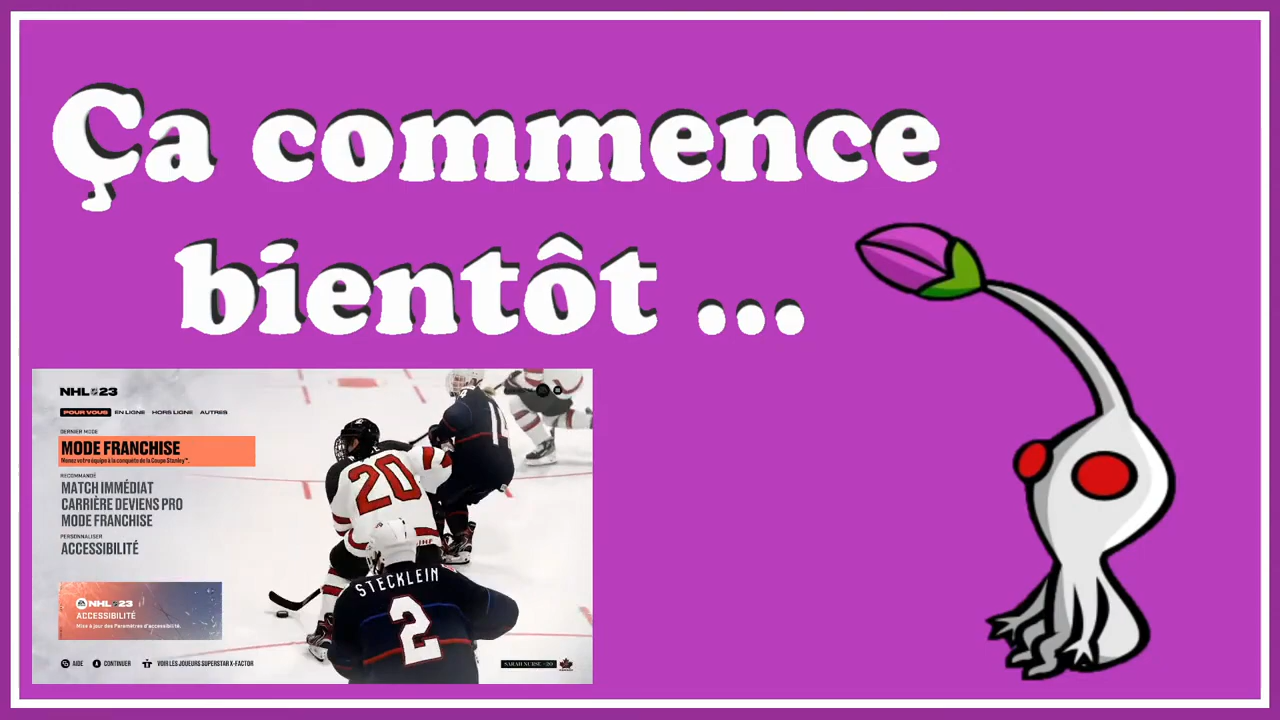 Ça commence
bientôt ...
NHL 23
POUR VOUS EN LIGNE HORS LIGNE AUTRES
DERNIER MODE
MODE FRANCHISE
Menez votre équipe à la conquête de la Coupe Stanley™.
RECOMMANDÉ
MATCH IMMÉDIAT
CARRIÈRE DEVIENS PRO
MODE FRANCHISE
PERSONNALISER
ACCESSIBILITÉ
NHL 23
ACCESSIBILITÉ
Mise à jour des Paramètres d'accessibilité.
AIDE CONTINUER VOIR LES JOUEURS SUPERSTAR X-FACTOR
20
14
STECKLEIN
2
SARAH NURSE - 20